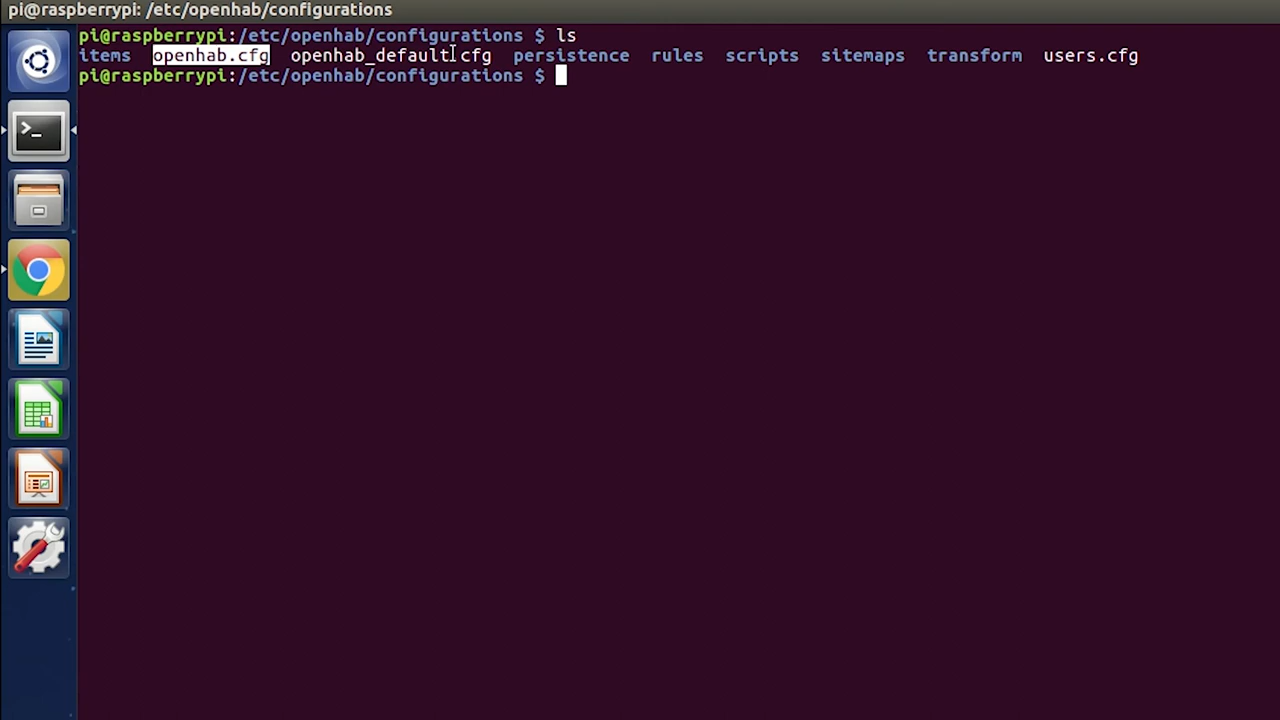 pi@raspberrypi: /etc/openhab/configurations
pi@raspberrypi:/etc/openhab/configurations $ ls
items openhab.cfg openhab_default.cfg persistence rules scripts sitemaps transform users.cfg
pi@raspberrypi:/etc/openhab/configurations $